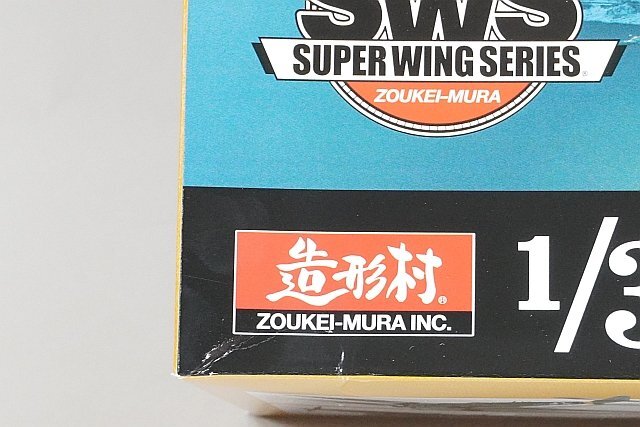 SWS
SUPER WING SERIES®
ZOUKEI-MURA
造形村®
ZOUKEI-MURA INC.
1/3